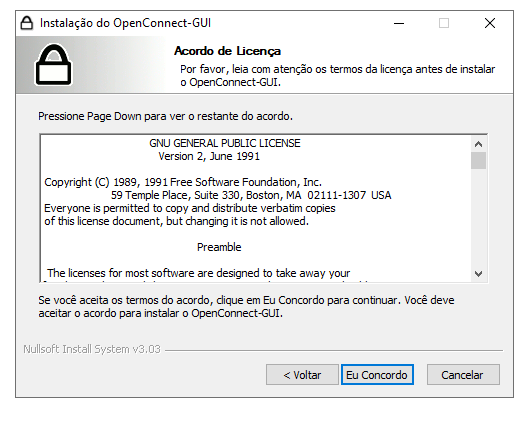 Instalação do OpenConnect-GUI
Acordo de Licença
Por favor, leia com atenção os termos da licença antes de instalar
o OpenConnect-GUI.
Pressione Page Down para ver o restante do acordo.
GNU GENERAL PUBLIC LICENSE
Version 2, June 1991
Copyright (C) 1989, 1991 Free Software Foundation, Inc.
59 Temple Place, Suite 330, Boston, MA 02111-1307 USA
Everyone is permitted to copy and distribute verbatim copies
of this license document, but changing it is not allowed.
Preamble
The licenses for most software are designed to take away your
Se você aceita os termos do acordo, clique em Eu Concordo para continuar. Você deve
aceitar o acordo para instalar o OpenConnect-GUI.
Nullsoft Install System v3.03
< Voltar
Eu Concordo
Cancelar